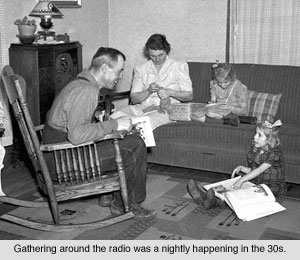 Gathering around the radio was a nightly happening in the 30s.